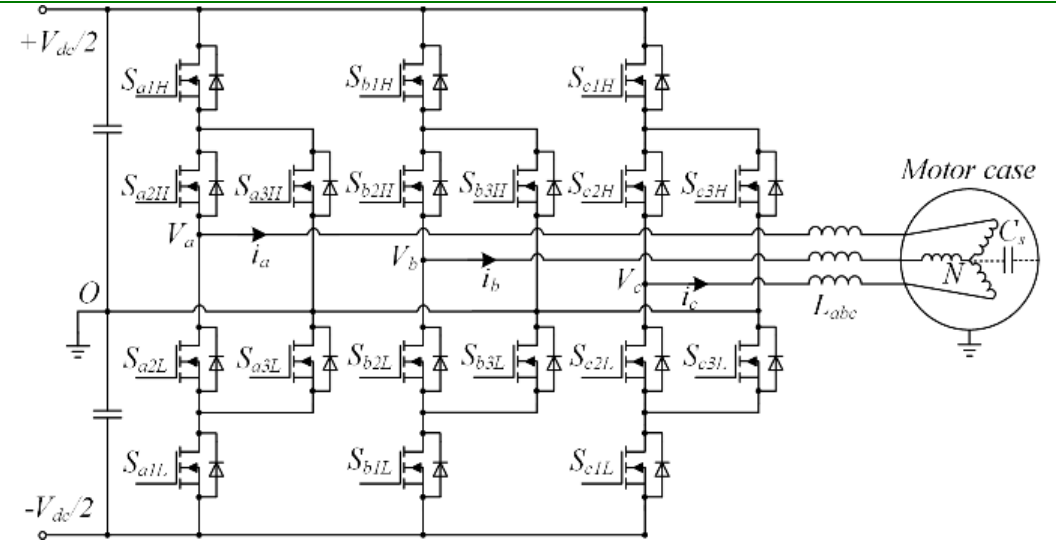 +Vdc/2
Sa1H Sb1H Sc1H
Motor case
Sa2H Sa3H Sb2H Sb3H Sc2H Sc3H
Va ia Vb ib Vc ic Cs
N
O Labc
Sa2L Sa3L Sb2L Sb3L Sc2L Sc3L
Sa1L Sb1L Sc1L
-Vdc/2